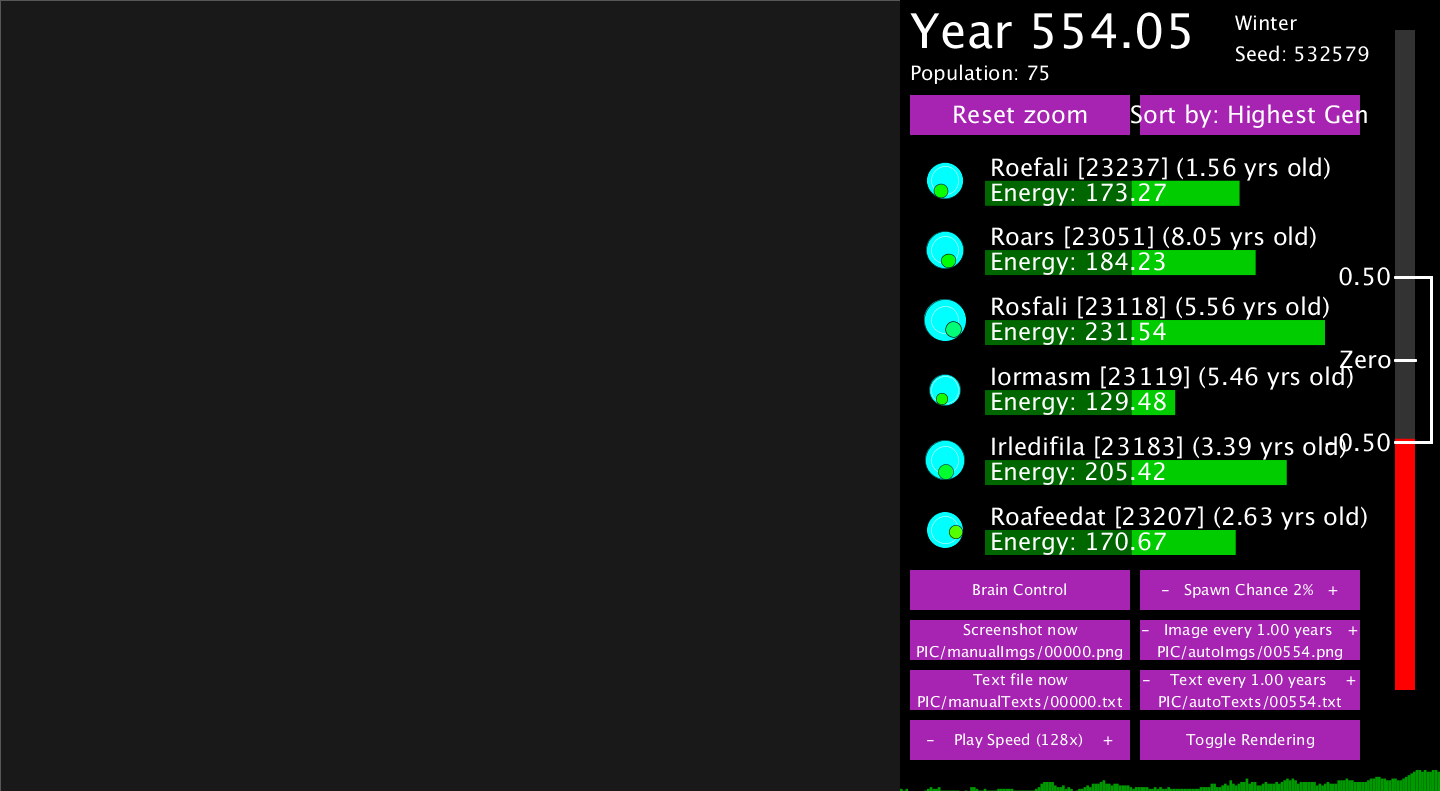 Year 554.05
Winter
Seed: 532579
Population: 75
Reset zoom
Sort by: Highest Gen
Roefali [23237] (1.56 yrs old)
Energy: 173.27
Roars [23051] (8.05 yrs old)
Energy: 184.23
0.50
Rosfali [23118] (5.56 yrs old)
Energy: 231.54
Zero
Iormasm [23119] (5.46 yrs old)
Energy: 129.48
-0.50
Irledifila [23183] (3.39 yrs old)
Energy: 205.42
Roafeedat [23207] (2.63 yrs old)
Energy: 170.67
Brain Control
- Spawn Chance 2% +
Screenshot now
PIC/manualImgs/00000.png
- Image every 1.00 years +
PIC/autoImgs/00554.png
Text file now
PIC/manualTexts/00000.txt
- Text every 1.00 years +
PIC/autoTexts/00554.txt
- Play Speed (128x) +
Toggle Rendering